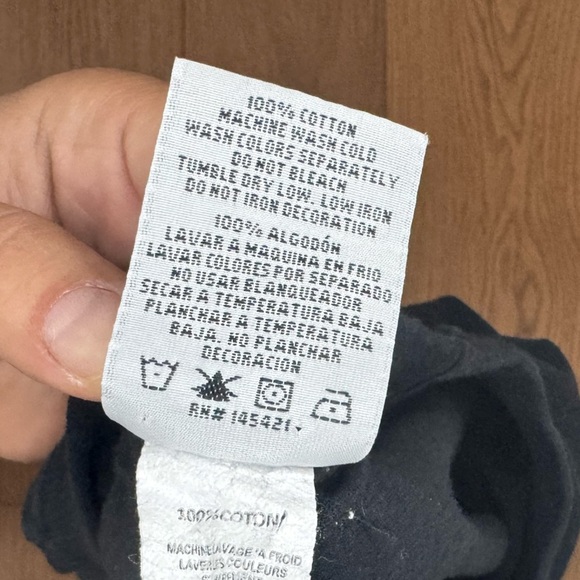 100% COTTON
MACHINE WASH COLD
WASH COLORS SEPARATELY
DO NOT BLEACH
TUMBLE DRY LOW. LOW IRON
DO NOT IRON DECORATION
100% ALGODÓN
LAVAR A MAQUINA EN FRIO
LAVAR COLORES POR SEPARADO
NO USAR BLANQUEADOR
SECAR A TEMPERATURA BAJA
PLANCHAR A TEMPERATURA
BAJA. NO PLANCHAR
DECORACION
RN# 145421
100%COTON/
MACHINE LAVAGE 'A FROID
COULEURS